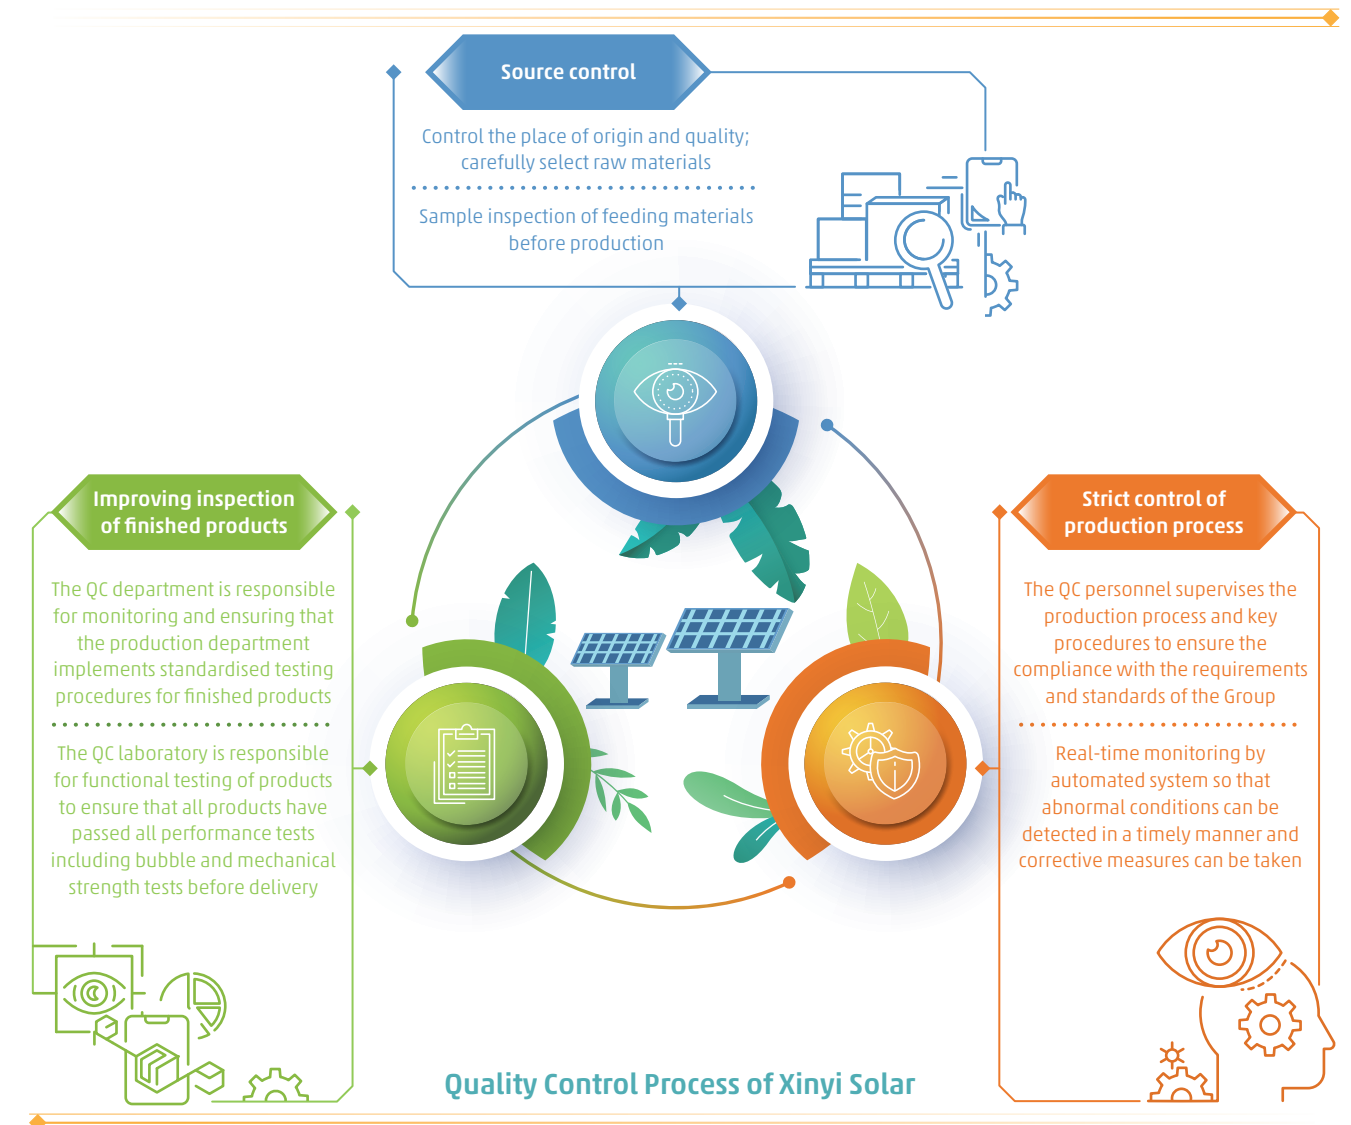 Source control
Control the place of origin and quality;
carefully select raw materials
Sample inspection of feeding materials
before production
Improving inspection
of finished products
The QC department is responsible
for monitoring and ensuring that
the production department
implements standardised testing
procedures for finished products
The QC laboratory is responsible
for functional testing of products
to ensure that all products have
passed all performance tests
including bubble and mechanical
strength tests before delivery
Strict control of
production process
The QC personnel supervises the
production process and key
procedures to ensure the
compliance with the requirements
and standards of the Group
Real-time monitoring by
automated system so that
abnormal conditions can be
detected in a timely manner and
corrective measures can be taken
Quality Control Process of Xinyi Solar